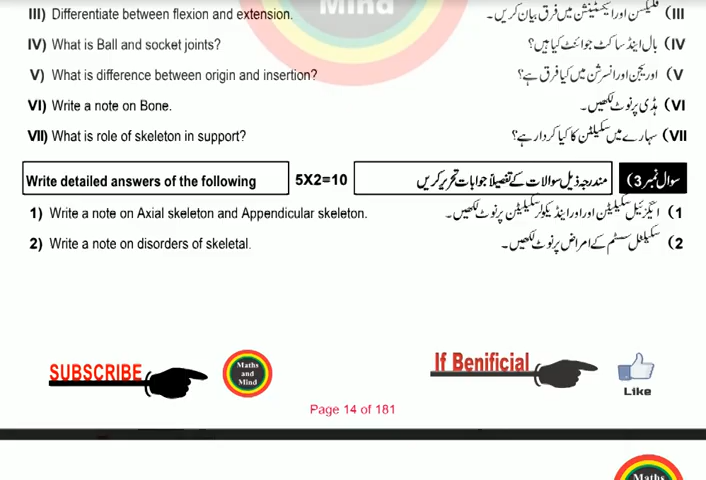 Mind
III) Differentiate between flexion and extension. III) فلیکسن اور ایکسٹینشن میں فرق بیان کریں۔
IV) What is Ball and socket joints? IV) بال اینڈ ساکٹ جوائنٹ کیا ہیں؟
V) What is difference between origin and insertion? V) اوریجن اور انسرشن میں کیا فرق ہے؟
VI) Write a note on Bone. VI) ہڈی پر نوٹ لکھیں۔
VII) What is role of skeleton in support? VII) سہارے میں سکیلٹن کا کیا کردار ہے؟
Write detailed answers of the following 5X2=10 مندرجہ ذیل سوالات کے تفصیلاً جوابات تحریر کریں سوال نمبر 3)
1) Write a note on Axial skeleton and Appendicular skeleton. 1) ایگزیئل سکیلیٹن اور اور اپنڈیکولر سکیلیٹن پر نوٹ لکھیں۔
2) Write a note on disorders of skeletal. 2) سکیلٹل سسٹم کے امراض پر نوٹ لکھیں۔
SUBSCRIBE
Maths
and
Mind
If Benificial
Like
Page 14 of 181
Maths